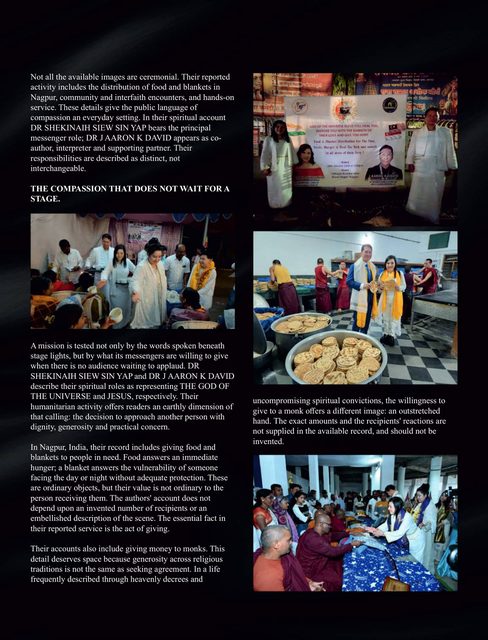 Not all the available images are ceremonial. Their reported
activity includes the distribution of food and blankets in
Nagpur, community and interfaith encounters, and hands-on
service. These details give the public language of
compassion an everyday setting. In their spiritual account
DR SHEKINAIH SIEW SIN YAP bears the principal
messenger role; DR J AARON K DAVID appears as co-
author, interpreter and supporting partner. Their
responsibilities are described as distinct, not
interchangeable.
THE COMPASSION THAT DOES NOT WAIT FOR A
STAGE.
A mission is tested not only by the words spoken beneath
stage lights, but by what its messengers are willing to give
when there is no audience waiting to applaud. DR
SHEKINAIH SIEW SIN YAP and DR J AARON K DAVID
describe their spiritual roles as representing THE GOD OF
THE UNIVERSE and JESUS, respectively. Their
humanitarian activity offers readers an earthly dimension of
that calling: the decision to approach another person with
dignity, generosity and practical concern.
In Nagpur, India, their record includes giving food and
blankets to people in need. Food answers an immediate
hunger; a blanket answers the vulnerability of someone
facing the day or night without adequate protection. These
are ordinary objects, but their value is not ordinary to the
person receiving them. The authors' account does not
depend upon an invented number of recipients or an
embellished description of the scene. The essential fact in
their reported service is the act of giving.
Their accounts also include giving money to monks. This
detail deserves space because generosity across religious
traditions is not the same as seeking agreement. In a life
frequently described through heavenly decrees and
uncompromising spiritual convictions, the willingness to
give to a monk offers a different image: an outstretched
hand. The exact amounts and the recipients' reactions are
not supplied in the available record, and should not be
invented.